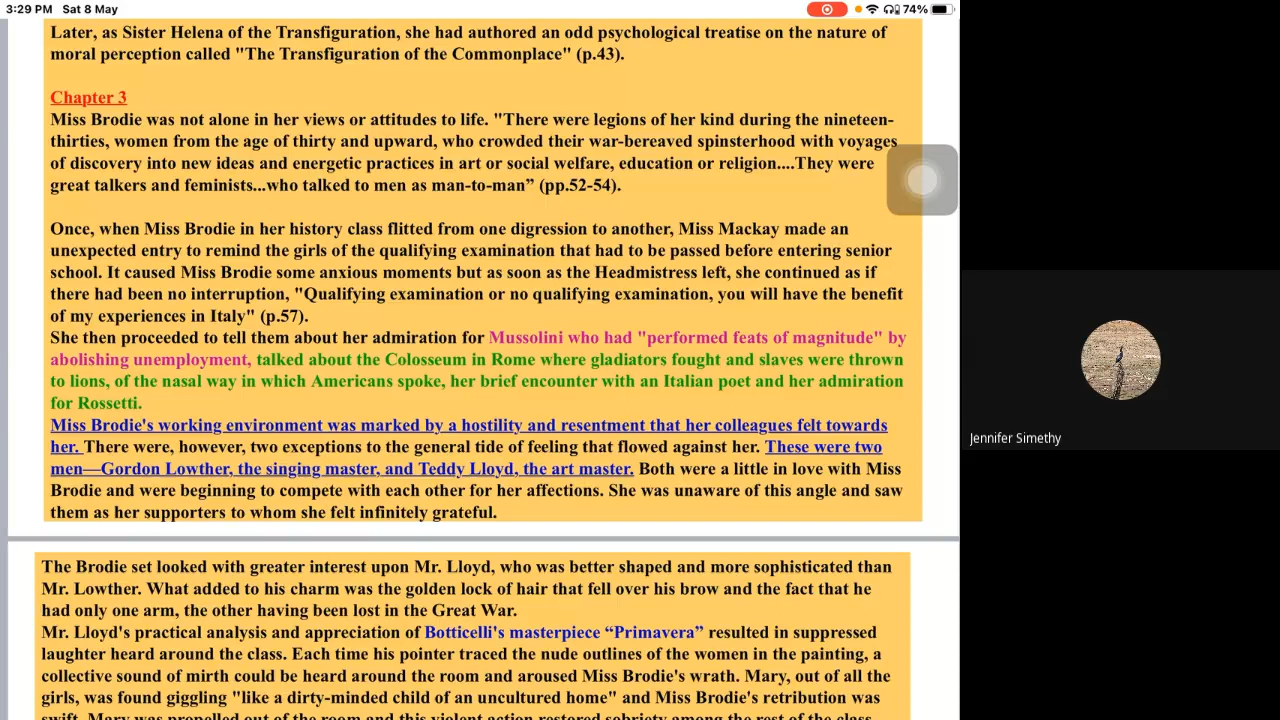 3:29 PM Sat 8 May
74%
Later, as Sister Helena of the Transfiguration, she had authored an odd psychological treatise on the nature of
moral perception called "The Transfiguration of the Commonplace" (p.43).
Chapter 3
Miss Brodie was not alone in her views or attitudes to life. "There were legions of her kind during the nineteen-
thirties, women from the age of thirty and upward, who crowded their war-bereaved spinsterhood with voyages
of discovery into new ideas and energetic practices in art or social welfare, education or religion....They were
great talkers and feminists...who talked to men as man-to-man” (pp.52-54).
Once, when Miss Brodie in her history class flitted from one digression to another, Miss Mackay made an
unexpected entry to remind the girls of the qualifying examination that had to be passed before entering senior
school. It caused Miss Brodie some anxious moments but as soon as the Headmistress left, she continued as if
there had been no interruption, "Qualifying examination or no qualifying examination, you will have the benefit
of my experiences in Italy" (p.57).
She then proceeded to tell them about her admiration for Mussolini who had "performed feats of magnitude" by
abolishing unemployment, talked about the Colosseum in Rome where gladiators fought and slaves were thrown
to lions, of the nasal way in which Americans spoke, her brief encounter with an Italian poet and her admiration
for Rossetti.
Miss Brodie's working environment was marked by a hostility and resentment that her colleagues felt towards
her. There were, however, two exceptions to the general tide of feeling that flowed against her. These were two
men—Gordon Lowther, the singing master, and Teddy Lloyd, the art master. Both were a little in love with Miss
Brodie and were beginning to compete with each other for her affections. She was unaware of this angle and saw
them as her supporters to whom she felt infinitely grateful.
The Brodie set looked with greater interest upon Mr. Lloyd, who was better shaped and more sophisticated than
Mr. Lowther. What added to his charm was the golden lock of hair that fell over his brow and the fact that he
had only one arm, the other having been lost in the Great War.
Mr. Lloyd's practical analysis and appreciation of Botticelli's masterpiece “Primavera” resulted in suppressed
laughter heard around the class. Each time his pointer traced the nude outlines of the women in the painting, a
collective sound of mirth could be heard around the room and aroused Miss Brodie's wrath. Mary, out of all the
girls, was found giggling "like a dirty-minded child of an uncultured home" and Miss Brodie's retribution was
swift. Mary was propelled out of the room and this violent action restored sobriety among the rest of the class.
Jennifer Simethy